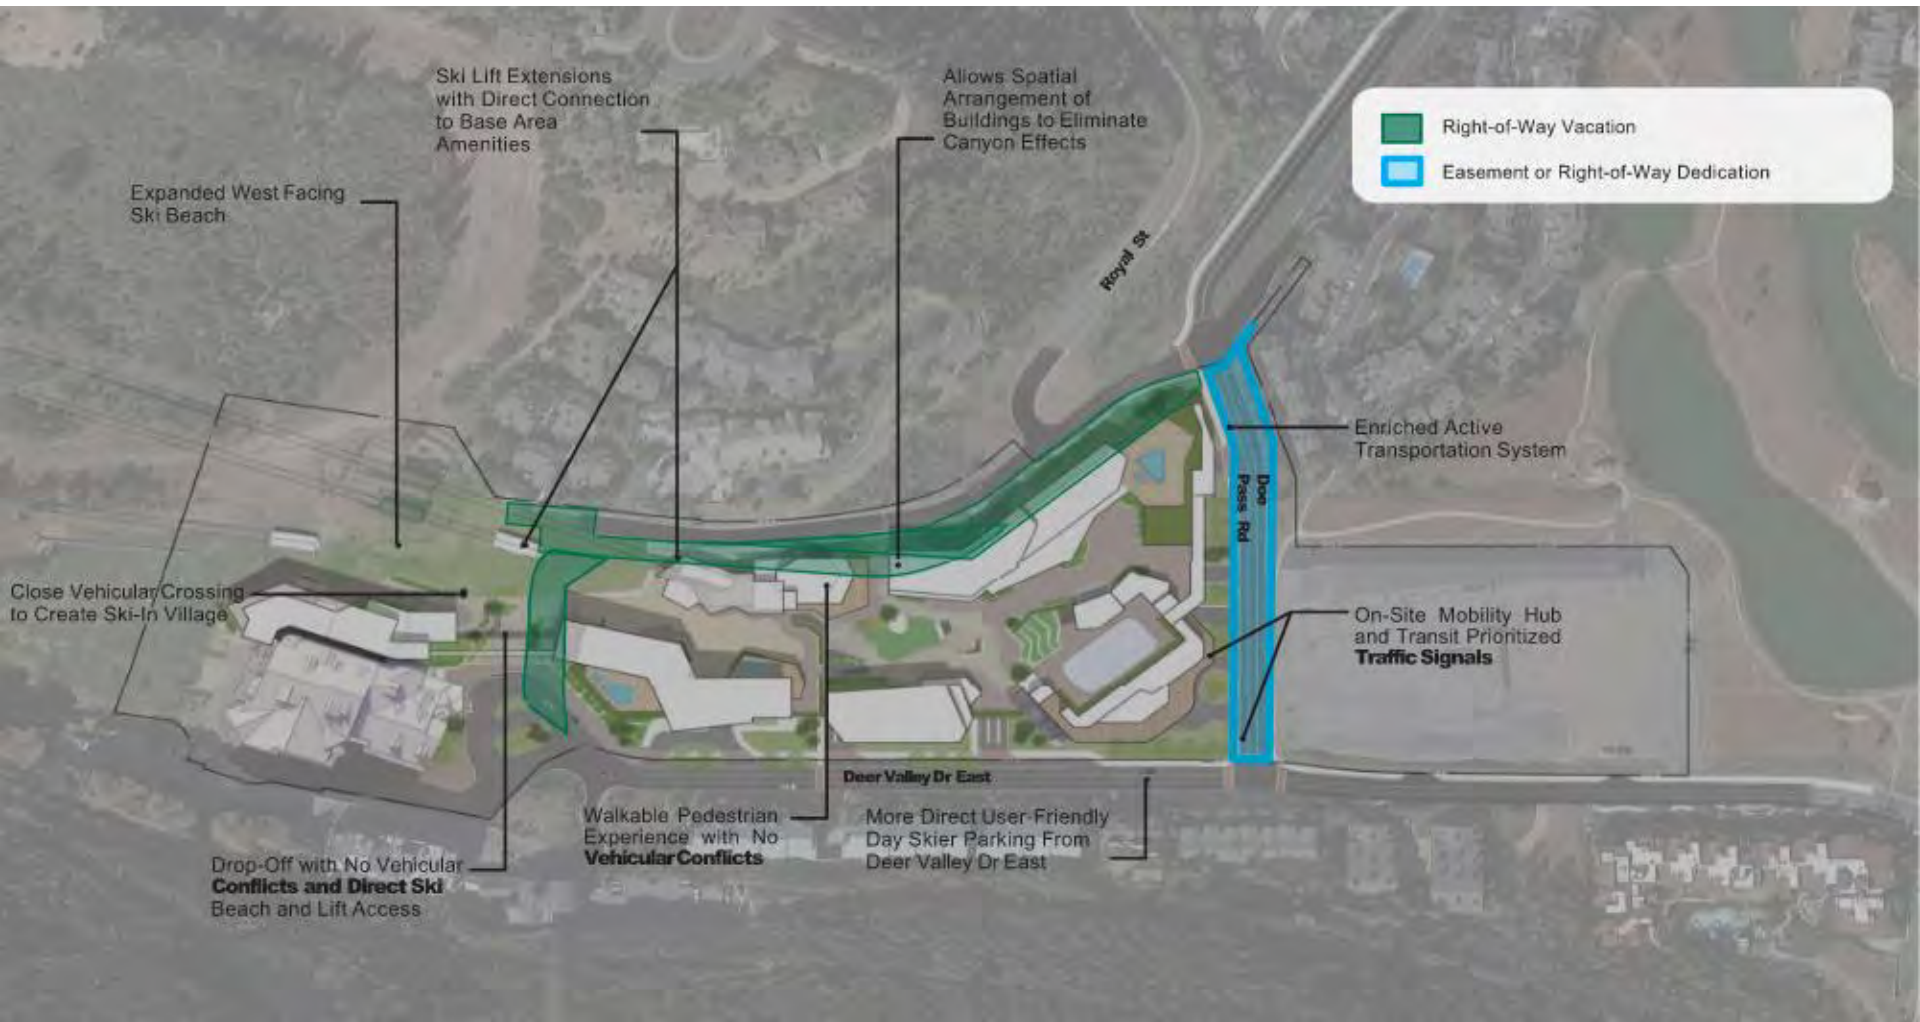 Ski Lift Extensions
with Direct Connection
to Base Area
Amenities
Allows Spatial
Arrangement of
Buildings to Eliminate
Canyon Effects
Right-of-Way Vacation
Easement or Right-of-Way Dedication
Expanded West Facing
Ski Beach
Royal St
Enriched Active
Transportation System
Doe
Pass Rd
Close Vehicular Crossing
to Create Ski-In Village
On-Site Mobility Hub
and Transit Prioritized
Traffic Signals
Deer Valley Dr East
Walkable Pedestrian
Experience with No
Vehicular Conflicts
More Direct User-Friendly
Day Skier Parking From
Deer Valley Dr East
Drop-Off with No Vehicular
Conflicts and Direct Ski
Beach and Lift Access